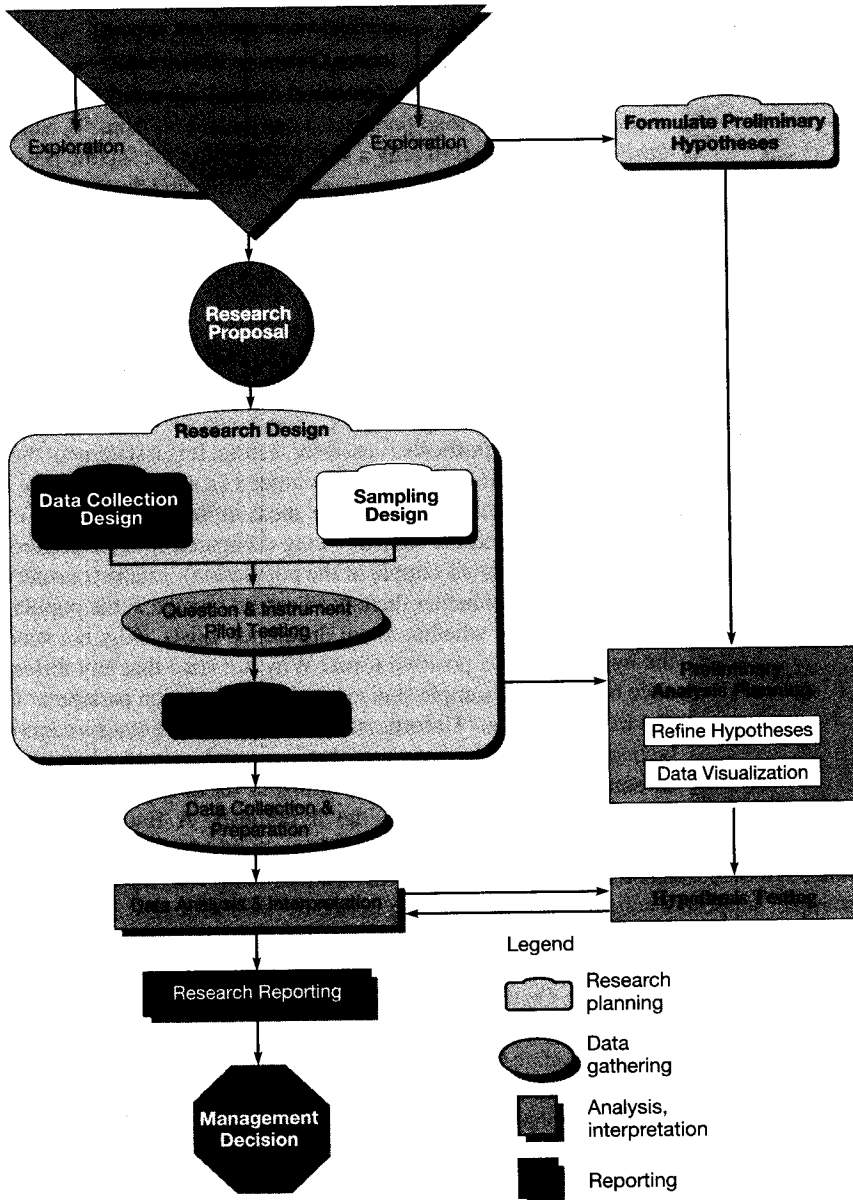 Exploration
Exploration
Formulate Preliminary
Hypotheses
Research
Proposal
Research Design
Data Collection
Design
Sampling
Design
Question & Instrument
Pilot Testing
Preliminary
Analysis Planning
Refine Hypotheses
Data Visualization
Data Collection &
Preparation
Data Analysis & Interpretation
Hypothesis Testing
Research Reporting
Management
Decision
Legend
Research
planning
Data
gathering
Analysis,
interpretation
Reporting